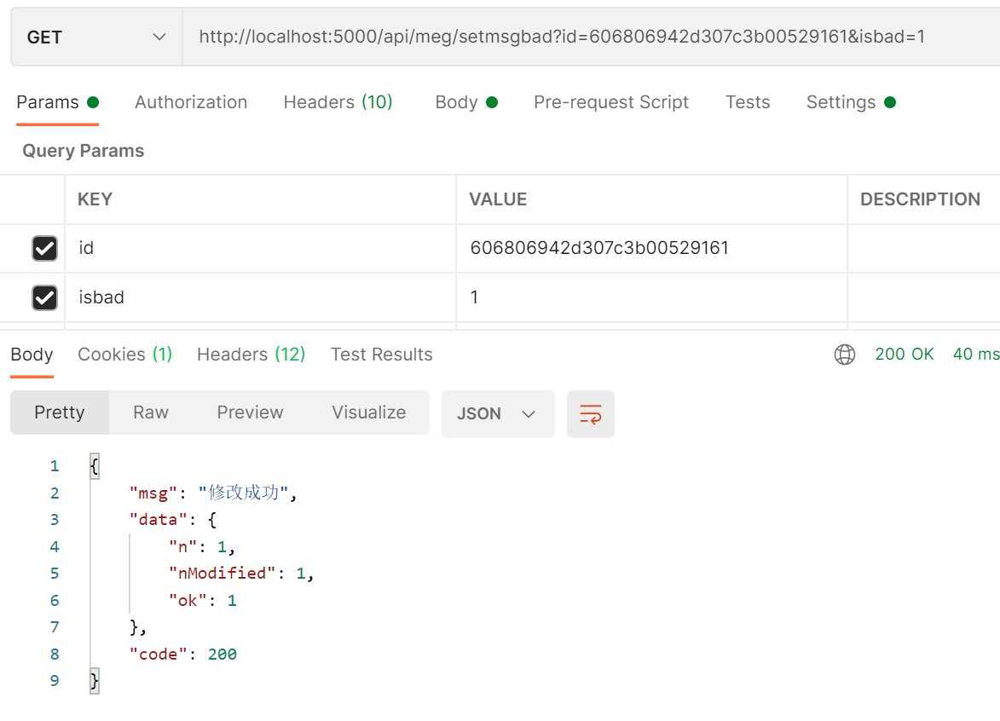 GET http://localhost:5000/api/meg/setmsgbad?id=606806942d307c3b00529161&isbad=1
Params Authorization Headers (10) Body Pre-request Script Tests Settings
Query Params
KEY VALUE DESCRIPTION
id 606806942d307c3b00529161
isbad 1
Body Cookies (1) Headers (12) Test Results 200 OK 40 ms
Pretty Raw Preview Visualize JSON
1 {
2 "msg": "修改成功",
3 "data": {
4 "n": 1,
5 "nModified": 1,
6 "ok": 1
7 },
8 "code": 200
9 }